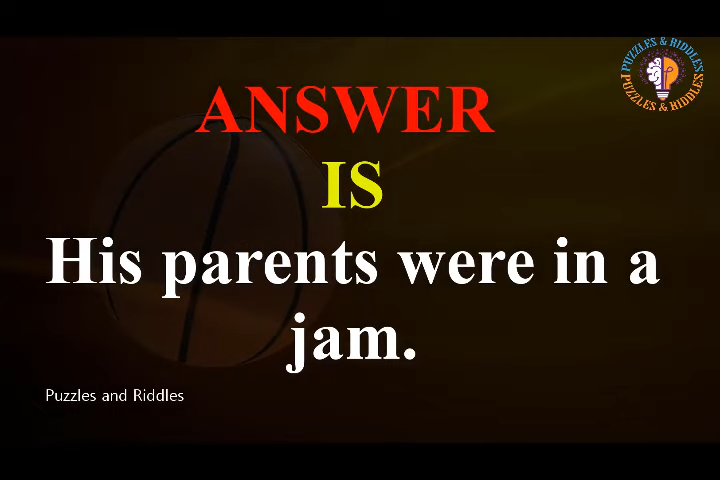 PUZZLES & RIDDLES
PUZZLES & RIDDLES
ANSWER
IS
His parents were in a
jam.
Puzzles and Riddles